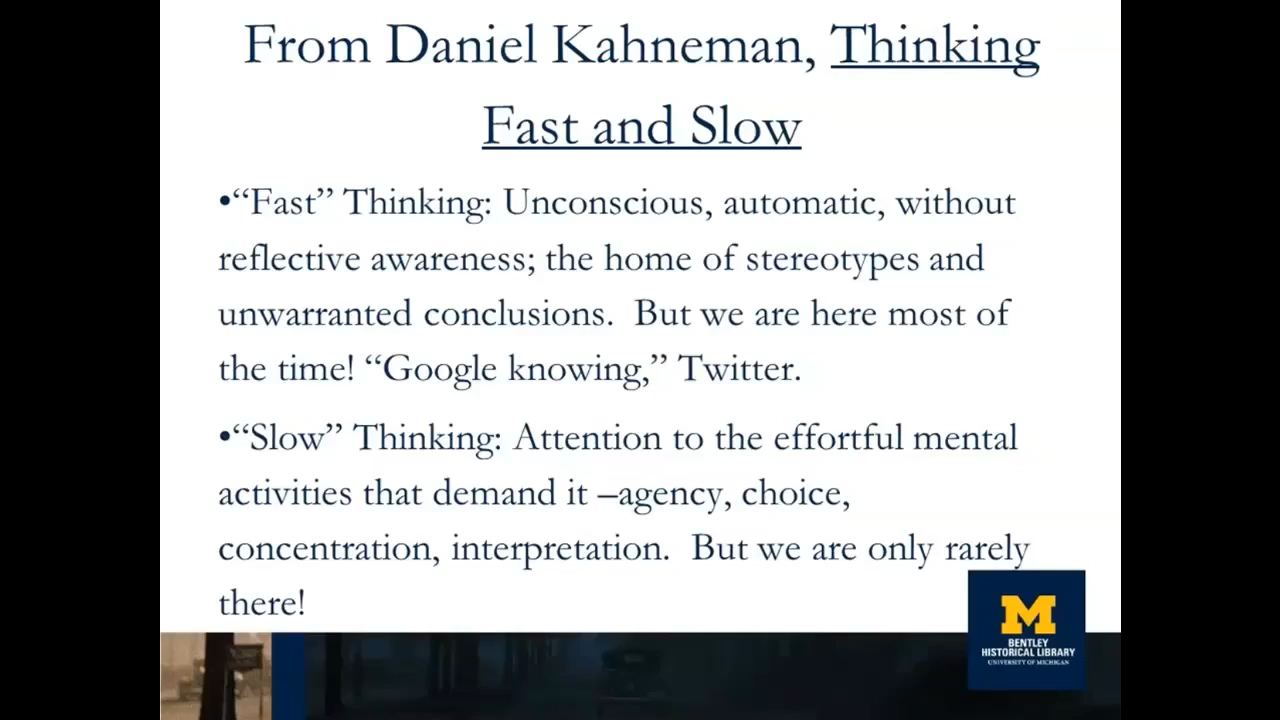 From Daniel Kahneman, Thinking
Fast and Slow
•“Fast” Thinking: Unconscious, automatic, without
reflective awareness; the home of stereotypes and
unwarranted conclusions.  But we are here most of
the time! “Google knowing,” Twitter.
•“Slow” Thinking: Attention to the effortful mental
activities that demand it –agency, choice,
concentration, interpretation.  But we are only rarely
there!
M
BENTLEY
HISTORICAL LIBRARY
UNIVERSITY OF MICHIGAN